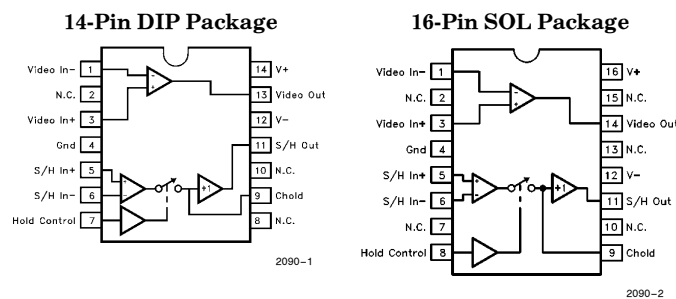 14-Pin DIP Package
Video In- 1
N.C. 2
Video In+ 3
Gnd 4
S/H In+ 5
S/H In- 6
Hold Control 7
14 V+
13 Video Out
12 V-
11 S/H Out
10 N.C.
9 Chold
8 N.C.
- +
+ -
+1
2090-1
16-Pin SOL Package
Video In- 1
N.C. 2
Video In+ 3
Gnd 4
S/H In+ 5
S/H In- 6
N.C. 7
Hold Control 8
16 V+
15 N.C.
14 Video Out
13 N.C.
12 V-
11 S/H Out
10 N.C.
9 Chold
- +
+ -
+1
2090-2